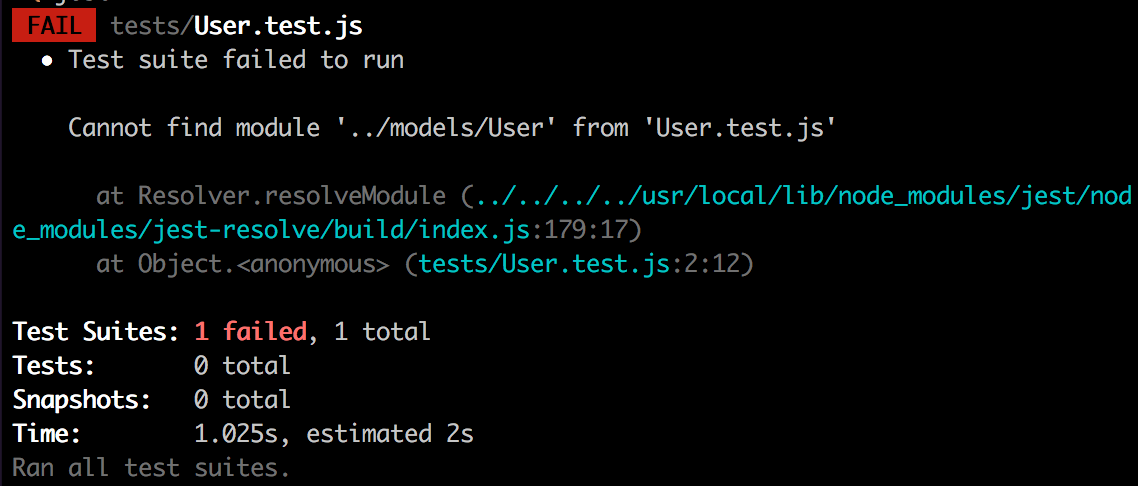 FAIL tests/User.test.js
● Test suite failed to run
Cannot find module '../models/User' from 'User.test.js'
at Resolver.resolveModule (../../../../usr/local/lib/node_modules/jest/nod
e_modules/jest-resolve/build/index.js:179:17)
at Object.<anonymous> (tests/User.test.js:2:12)
Test Suites: 1 failed, 1 total
Tests: 0 total
Snapshots: 0 total
Time: 1.025s, estimated 2s
Ran all test suites.